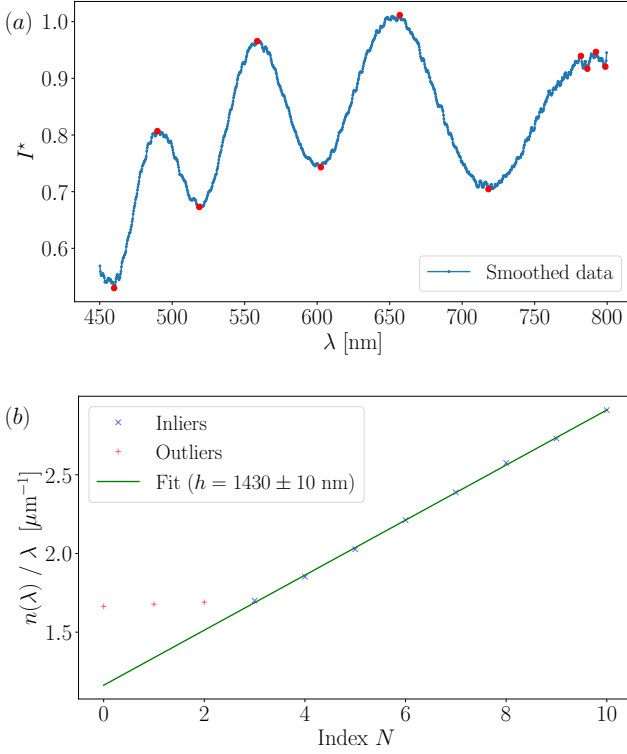 (a)
1.0
0.9
0.8
0.7
0.6
I⋆
450 500 550 600 650 700 750 800
λ [nm]
Smoothed data
(b)
2.5
2.0
1.5
n(λ) / λ [μm⁻¹]
Inliers
Outliers
Fit (h = 1430 ± 10 nm)
0 2 4 6 8 10
Index N